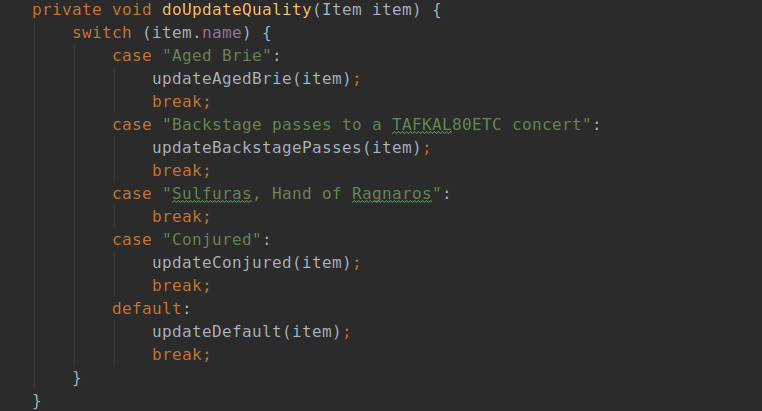 private void doUpdateQuality(Item item) {
    switch (item.name) {
        case "Aged Brie":
            updateAgedBrie(item);
            break;
        case "Backstage passes to a TAFKAL80ETC concert":
            updateBackstagePasses(item);
            break;
        case "Sulfuras, Hand of Ragnaros":
            break;
        case "Conjured":
            updateConjured(item);
            break;
        default:
            updateDefault(item);
            break;
    }
}